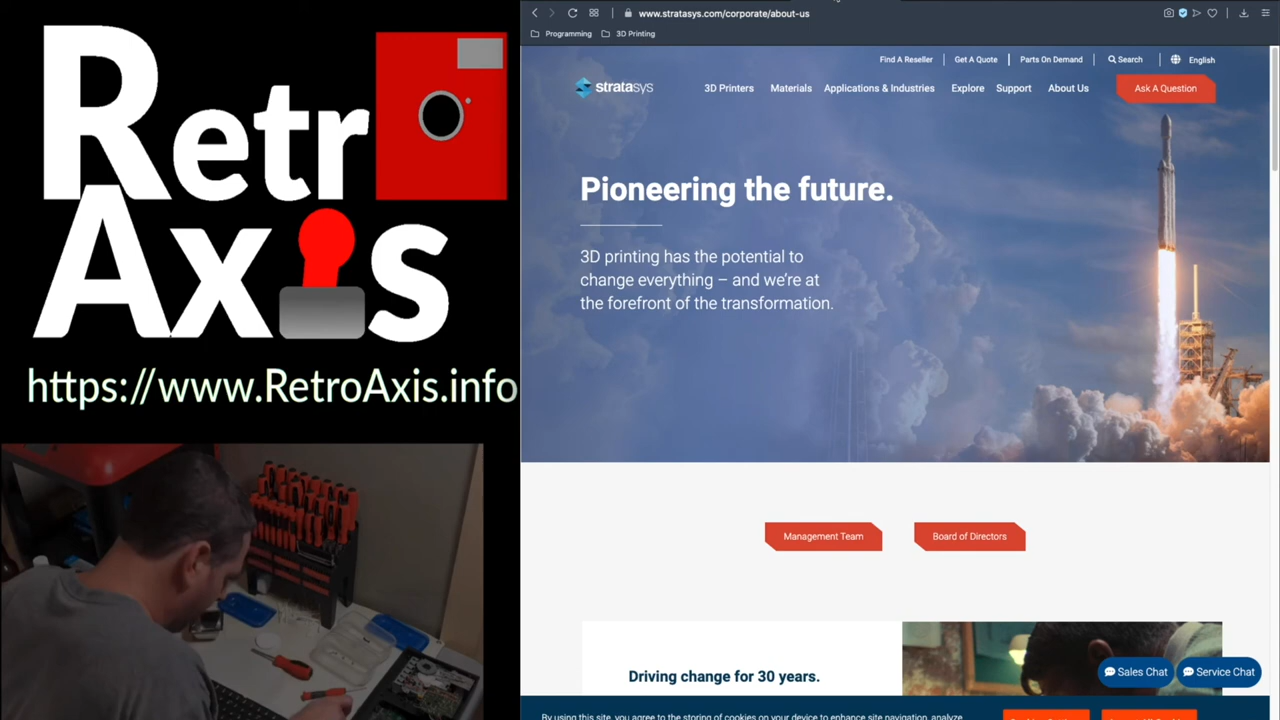 Retr
Axis
https://www.RetroAxis.info
www.stratasys.com/corporate/about-us
Programming
3D Printing
Find A Reseller
Get A Quote
Parts On Demand
Search
English
stratasys
3D Printers
Materials
Applications & Industries
Explore
Support
About Us
Ask A Question
Pioneering the future.
3D printing has the potential to
change everything – and we're at
the forefront of the transformation.
Management Team
Board of Directors
Driving change for 30 years.
Sales Chat
Service Chat
By using this site, you agree to the storing of cookies on your device to enhance site navigation, analyze